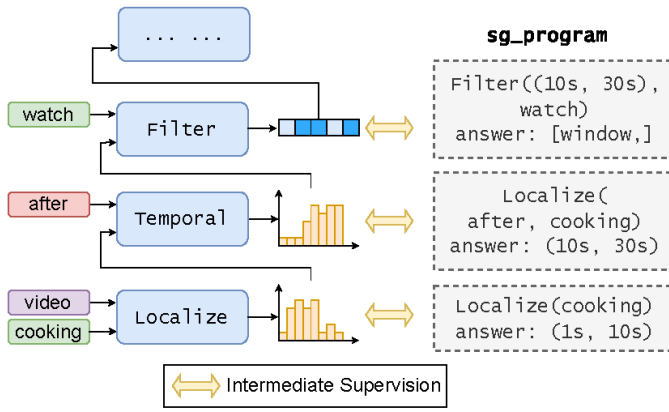 ... ...
sg_program
watch
Filter
Filter((10s, 30s),
watch)
answer: [window,]
after
Temporal
Localize(
after, cooking)
answer: (10s, 30s)
video
cooking
Localize
Localize(cooking)
answer: (1s, 10s)
Intermediate Supervision